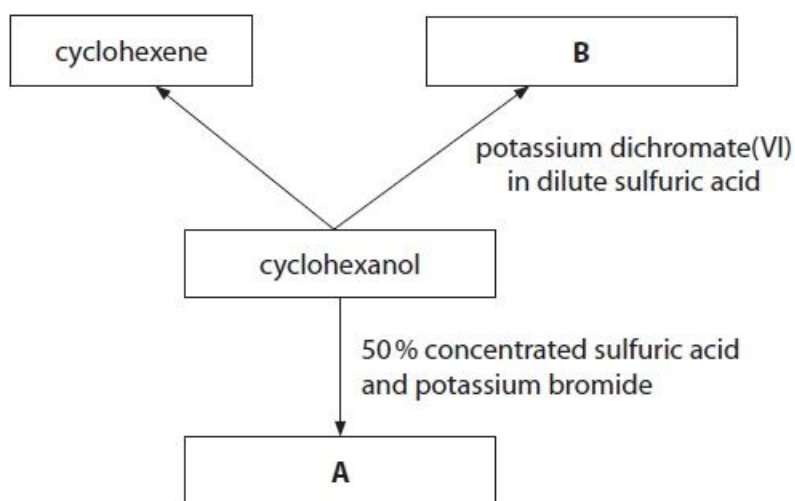 cyclohexene
B
potassium dichromate(VI)
in dilute sulfuric acid
cyclohexanol
50% concentrated sulfuric acid
and potassium bromide
A